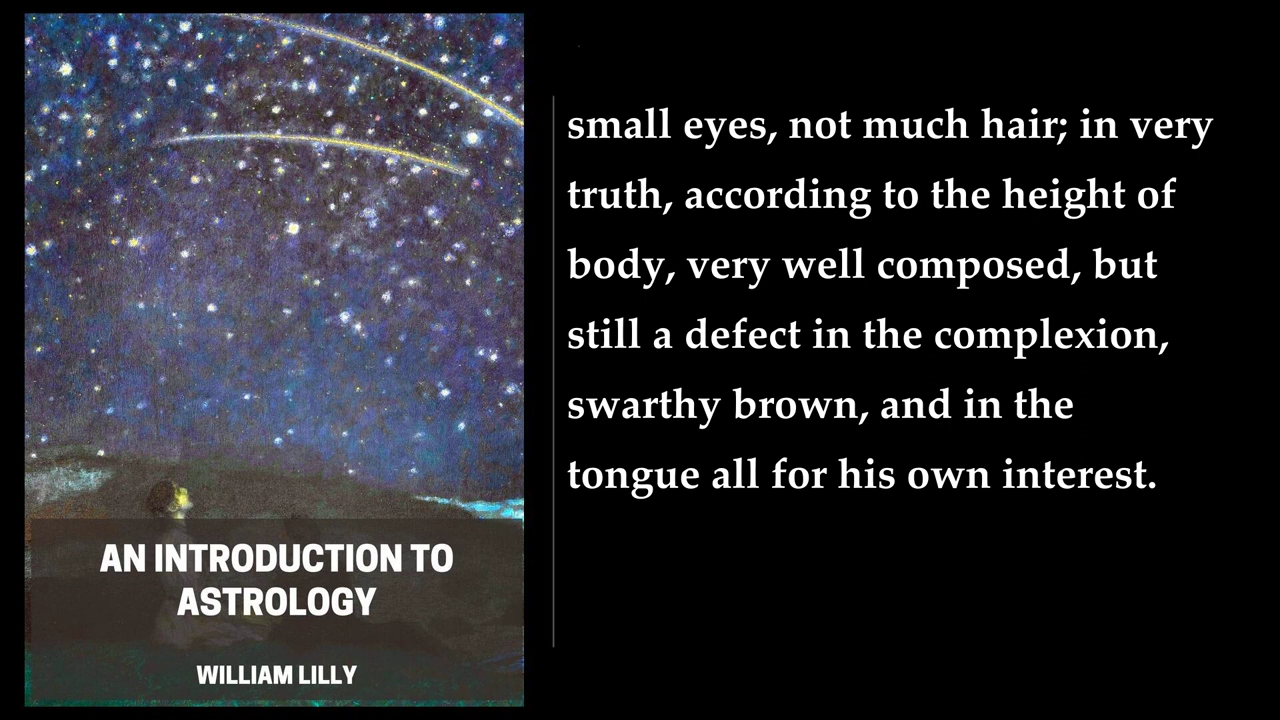 small eyes, not much hair; in very
truth, according to the height of
body, very well composed, but
still a defect in the complexion,
swarthy brown, and in the
tongue all for his own interest.
AN INTRODUCTION TO
ASTROLOGY
WILLIAM LILLY